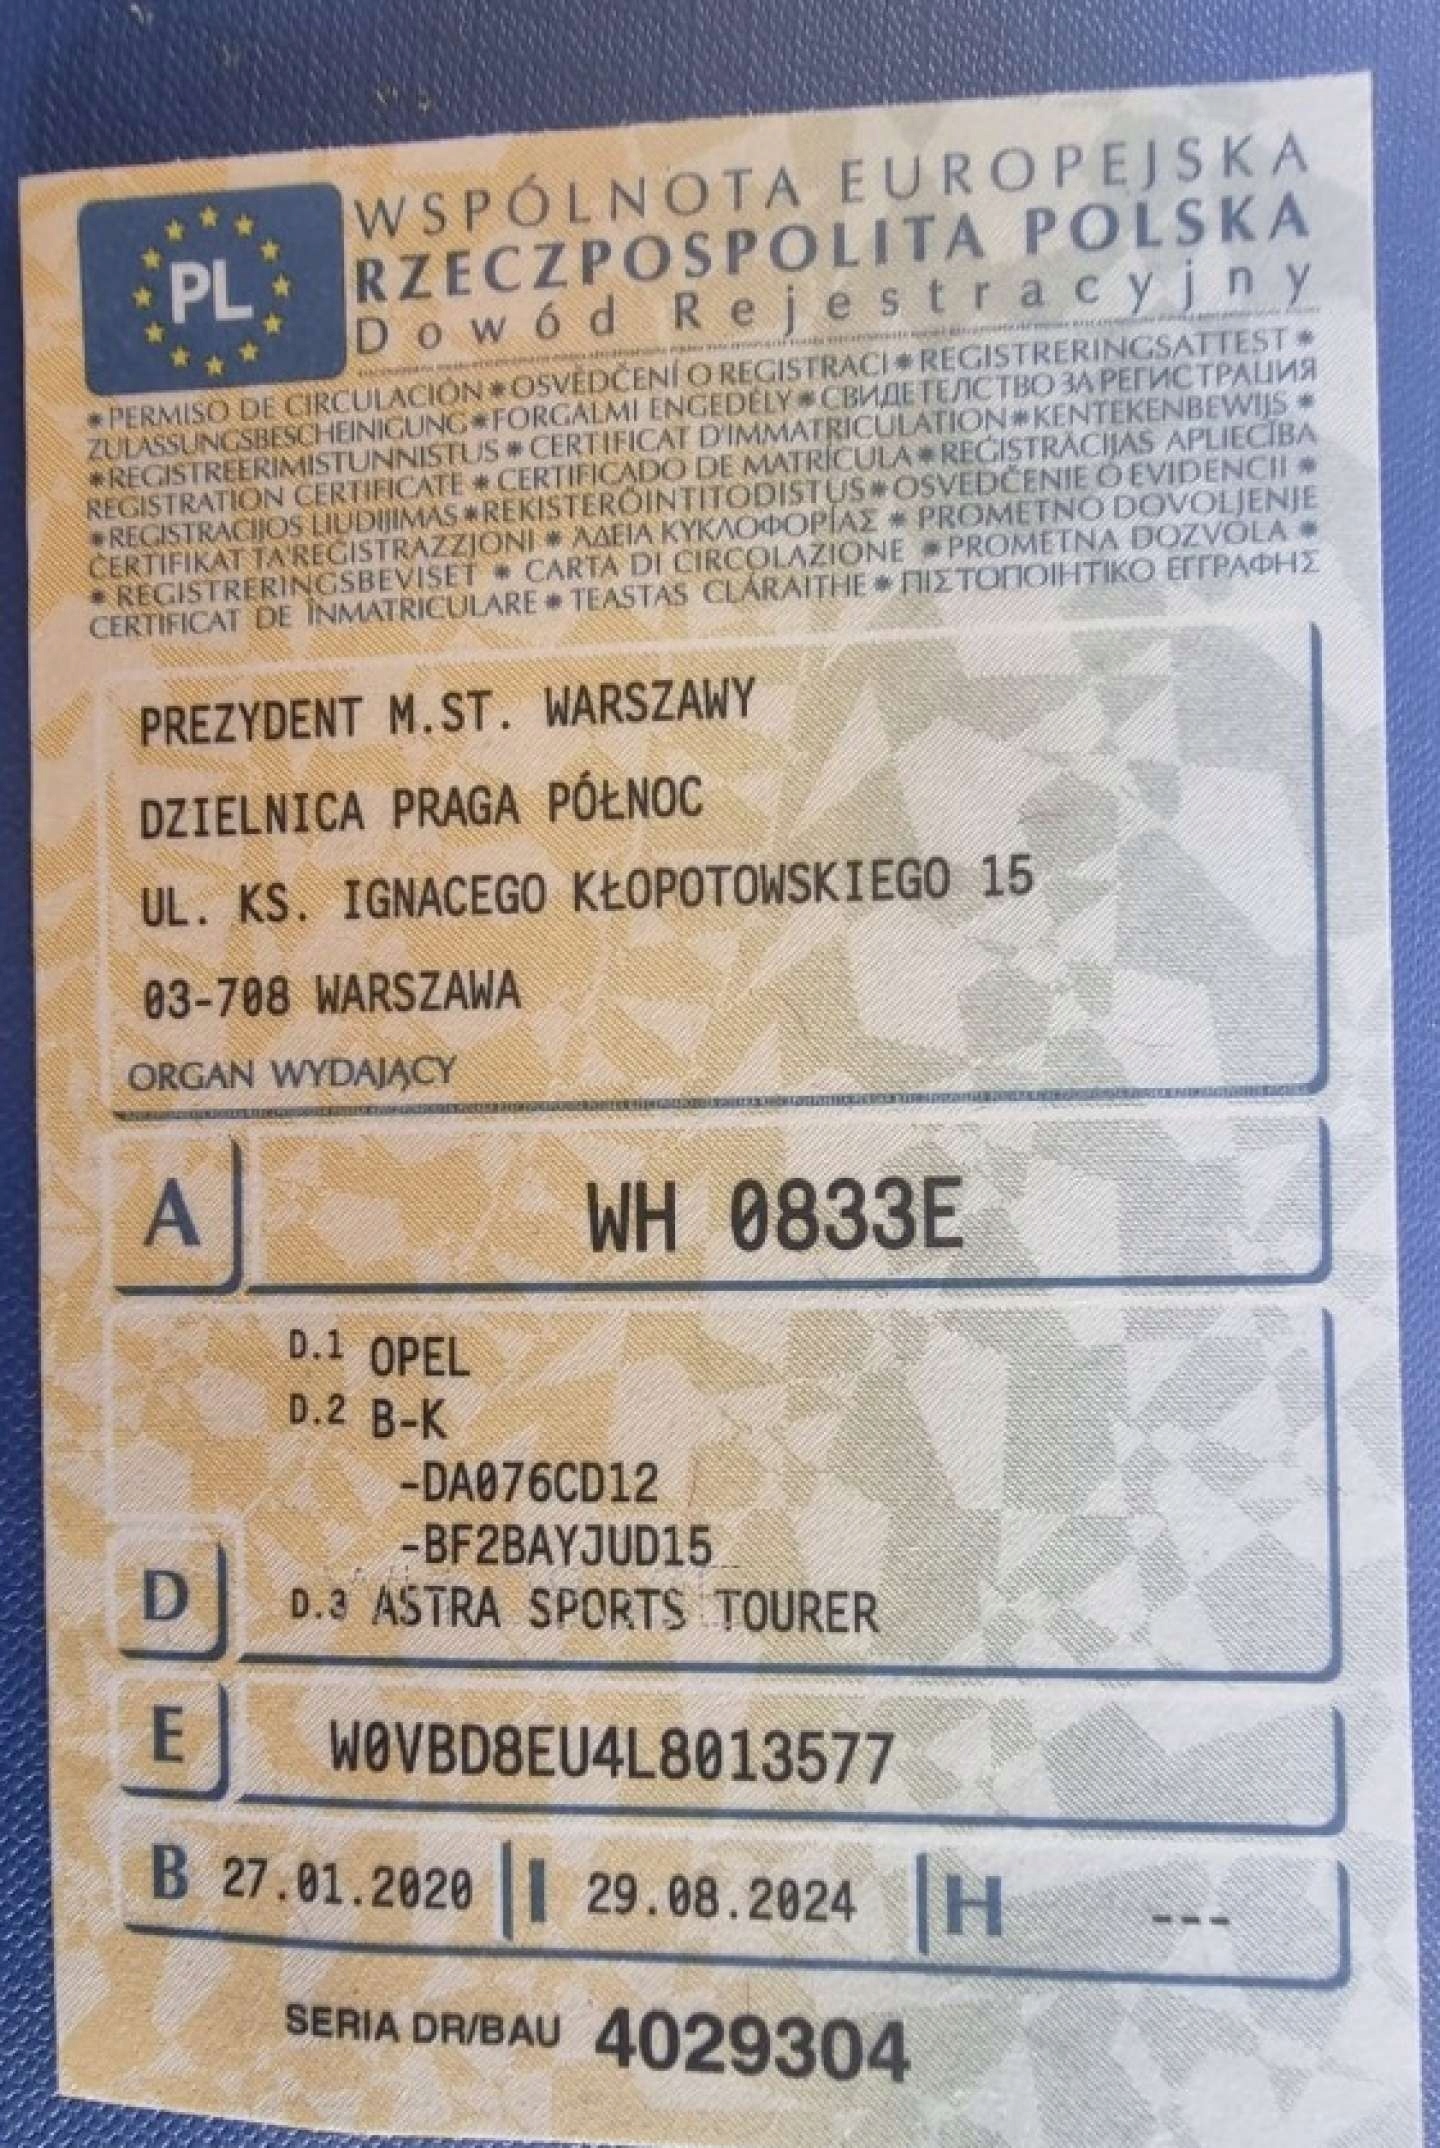 PL
WSPÓLNOTA EUROPEJSKA
RZECZPOSPOLITA POLSKA
Dowód Rejestracyjny
*PERMISO DE CIRCULACIÓN*OSVĚDČENÍ O REGISTRACI*REGISTRERINGSATTEST*
ZULASSUNGSBESCHEINIGUNG*FORGALMI ENGEDÉLY*СВИДЕТЕЛСТВО ЗА РЕГИСТРАЦИЯ
*REGISTREERIMISTUNNISTUS*CERTIFICAT D'IMMATRICULATION*KENTEKENBEWIJS*
REGISTRATION CERTIFICATE*CERTIFICADO DE MATRÍCULA*REĢISTRĀCIJAS APLIECĪBA
*REGISTRACIJOS LIUDIJIMAS*REKISTERÖINTITODISTUS*OSVEDČENIE O EVIDENCII*
ĊERTIFIKAT TA'REĠISTRAZZJONI*ΆΔΕΙΑ ΚΥΚΛΟΦΟΡΊΑΣ*PROMETNO DOVOLJENJE
*REGISTRERINGSBEVISET*CARTA DI CIRCOLAZIONE*PROMETNA DOZVOLA*
CERTIFICAT DE ÎNMATRICULARE*TEASTAS CLÁRAITHE*ΠΙΣΤΟΠΟΙΗΤΙΚΟ ΕΓΓΡΑΦΗΣ
PREZYDENT M.ST. WARSZAWY
DZIELNICA PRAGA PÓŁNOC
UL. KS. IGNACEGO KŁOPOTOWSKIEGO 15
03-708 WARSZAWA
ORGAN WYDAJĄCY
A WH 0833E
D.1 OPEL
D.2 B-K
-DA076CD12
-BF2BAYJUD15
D D.3 ASTRA SPORTS TOURER
E W0VBD8EU4L8013577
B 27.01.2020 I 29.08.2024 H ---
SERIA DR/BAU 4029304